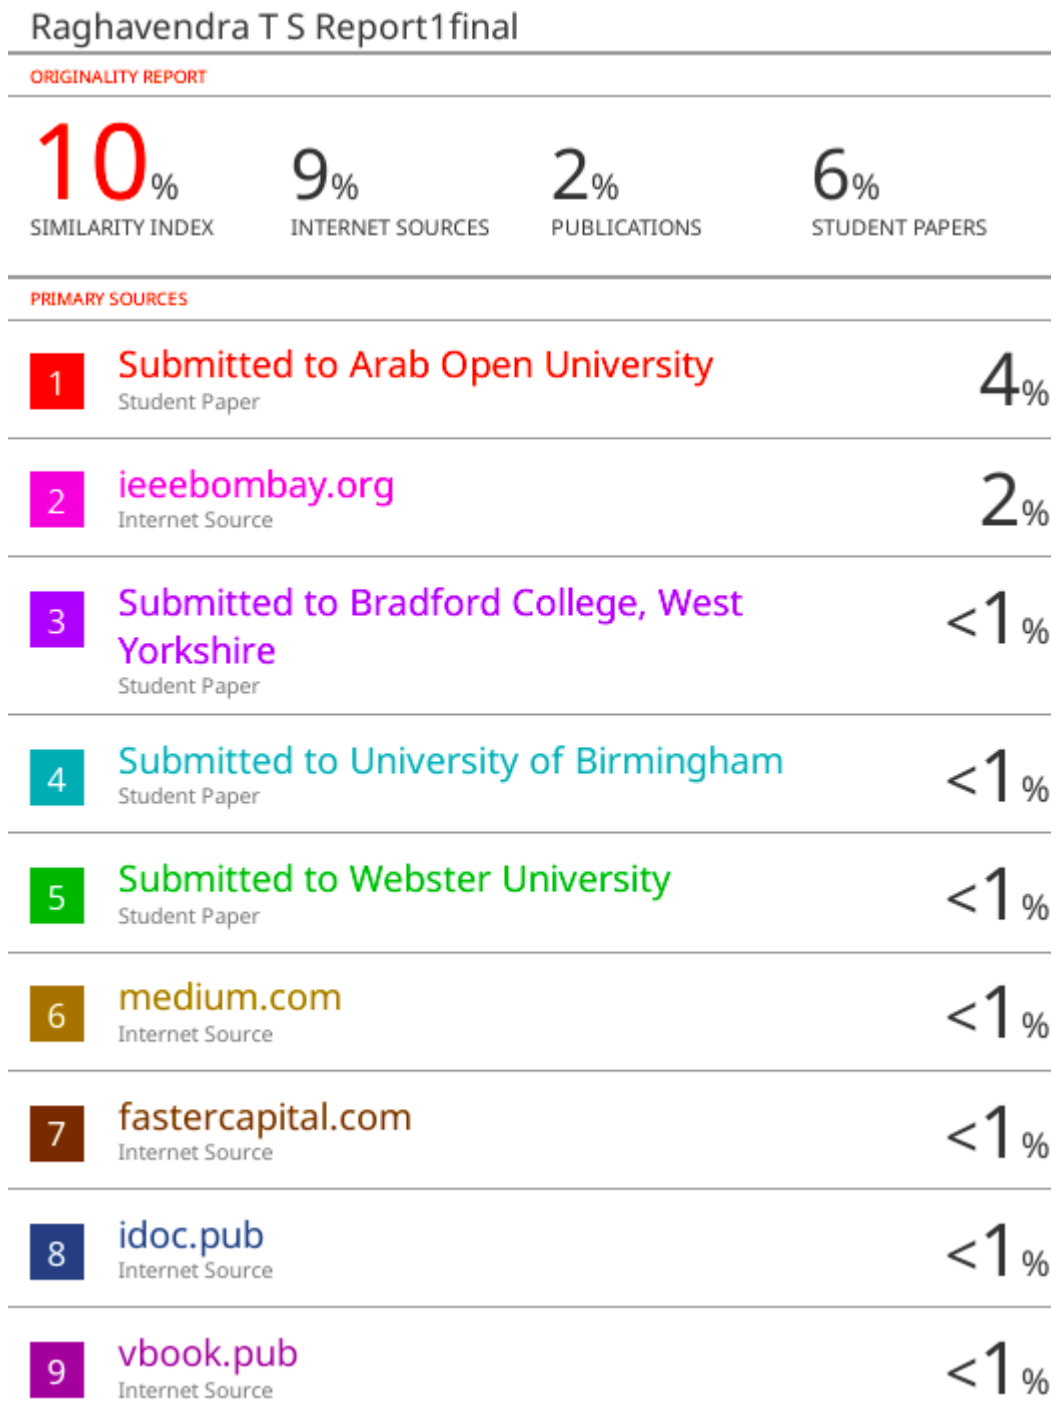 Raghavendra T S Report1final
ORIGINALITY REPORT
10% 9% 2% 6%
SIMILARITY INDEX INTERNET SOURCES PUBLICATIONS STUDENT PAPERS
PRIMARY SOURCES
1 Submitted to Arab Open University 4%
Student Paper
2 ieeebombay.org 2%
Internet Source
3 Submitted to Bradford College, West <1%
Yorkshire
Student Paper
4 Submitted to University of Birmingham <1%
Student Paper
5 Submitted to Webster University <1%
Student Paper
6 medium.com <1%
Internet Source
7 fastercapital.com <1%
Internet Source
8 idoc.pub <1%
Internet Source
9 vbook.pub <1%
Internet Source